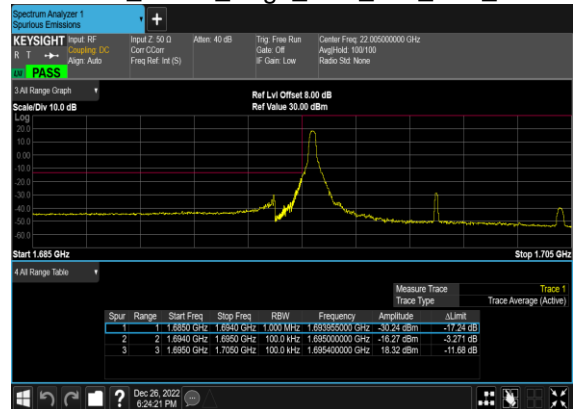 Spectrum Analyzer 1
Spurious Emissions
KEYSIGHT Input: RF
R T Coupling: DC
Align: Auto
Input Z: 50 Ω
Corr CCorr
Freq Ref: Int (S)
Atten: 40 dB
Trig: Free Run
Gate: Off
IF Gain: Low
Center Freq: 22.005000000 GHz
Avg|Hold: 100/100
Radio Std: None
PASS
3 All Range Graph
Ref Lvl Offset 8.00 dB
Scale/Div 10.0 dB
Ref Value 30.00 dBm
Log
20.0
10.0
0.00
-10.0
-20.0
-30.0
-40.0
-50.0
-60.0
Start 1.685 GHz
Stop 1.705 GHz
4 All Range Table
Measure Trace Trace 1
Trace Type Trace Average (Active)
Spur Range Start Freq Stop Freq RBW Frequency Amplitude ΔLimit
1 1 1.6850 GHz 1.6940 GHz 1.000 MHz 1.693955000 GHz -30.24 dBm -17.24 dB
2 2 1.6940 GHz 1.6950 GHz 100.0 kHz 1.695000000 GHz -16.27 dBm -3.271 dB
3 3 1.6950 GHz 1.7050 GHz 100.0 kHz 1.695400000 GHz 18.32 dBm -11.68 dB
?
Dec 26, 2022
6:24:21 PM